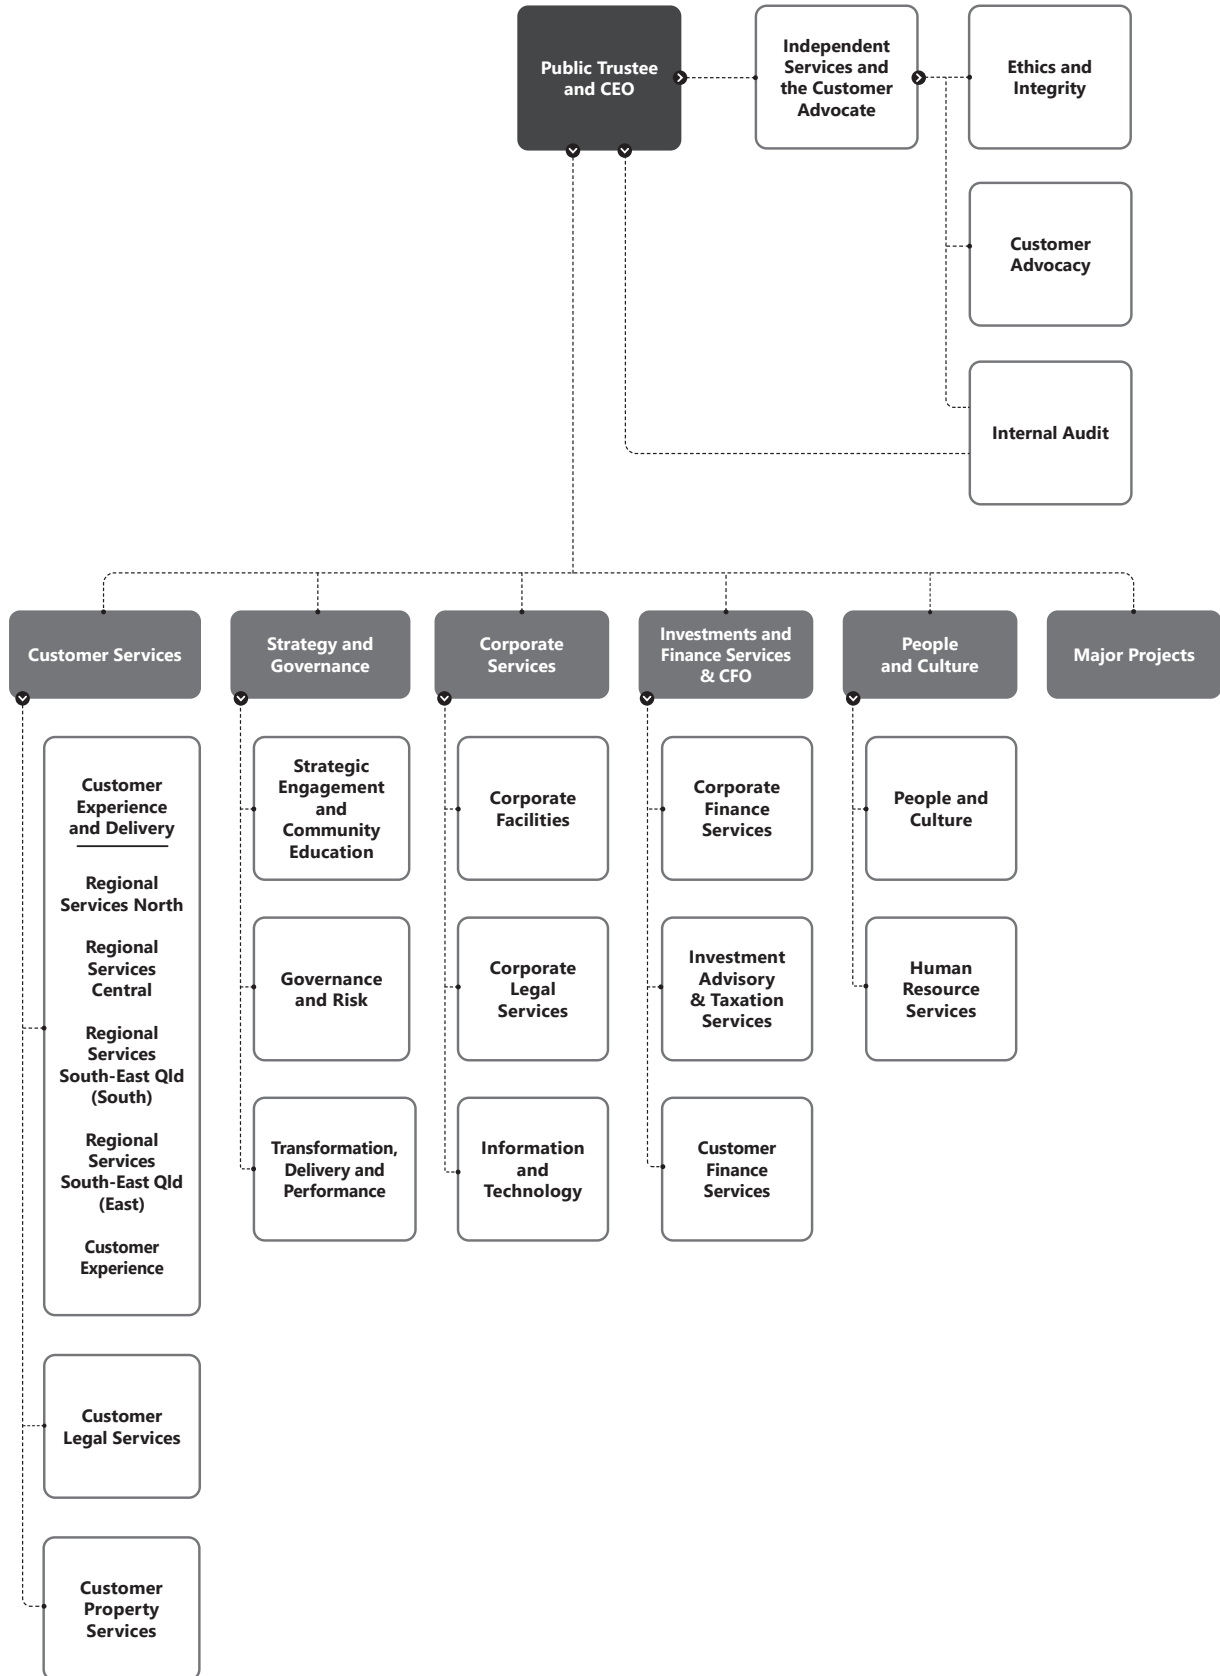 Public Trustee
and CEO
Independent
Services and
the Customer
Advocate
Ethics and
Integrity
Customer
Advocacy
Internal Audit
Customer Services
Strategy and
Governance
Corporate
Services
Investments and
Finance Services
& CFO
People
and Culture
Major Projects
Customer
Experience
and Delivery
Regional
Services North
Regional
Services
Central
Regional
Services
South-East Qld
(South)
Regional
Services
South-East Qld
(East)
Customer
Experience
Customer
Legal Services
Customer
Property
Services
Strategic
Engagement
and
Community
Education
Governance
and Risk
Transformation,
Delivery and
Performance
Corporate
Facilities
Corporate
Legal
Services
Information
and
Technology
Corporate
Finance
Services
Investment
Advisory
& Taxation
Services
Customer
Finance
Services
People and
Culture
Human
Resource
Services